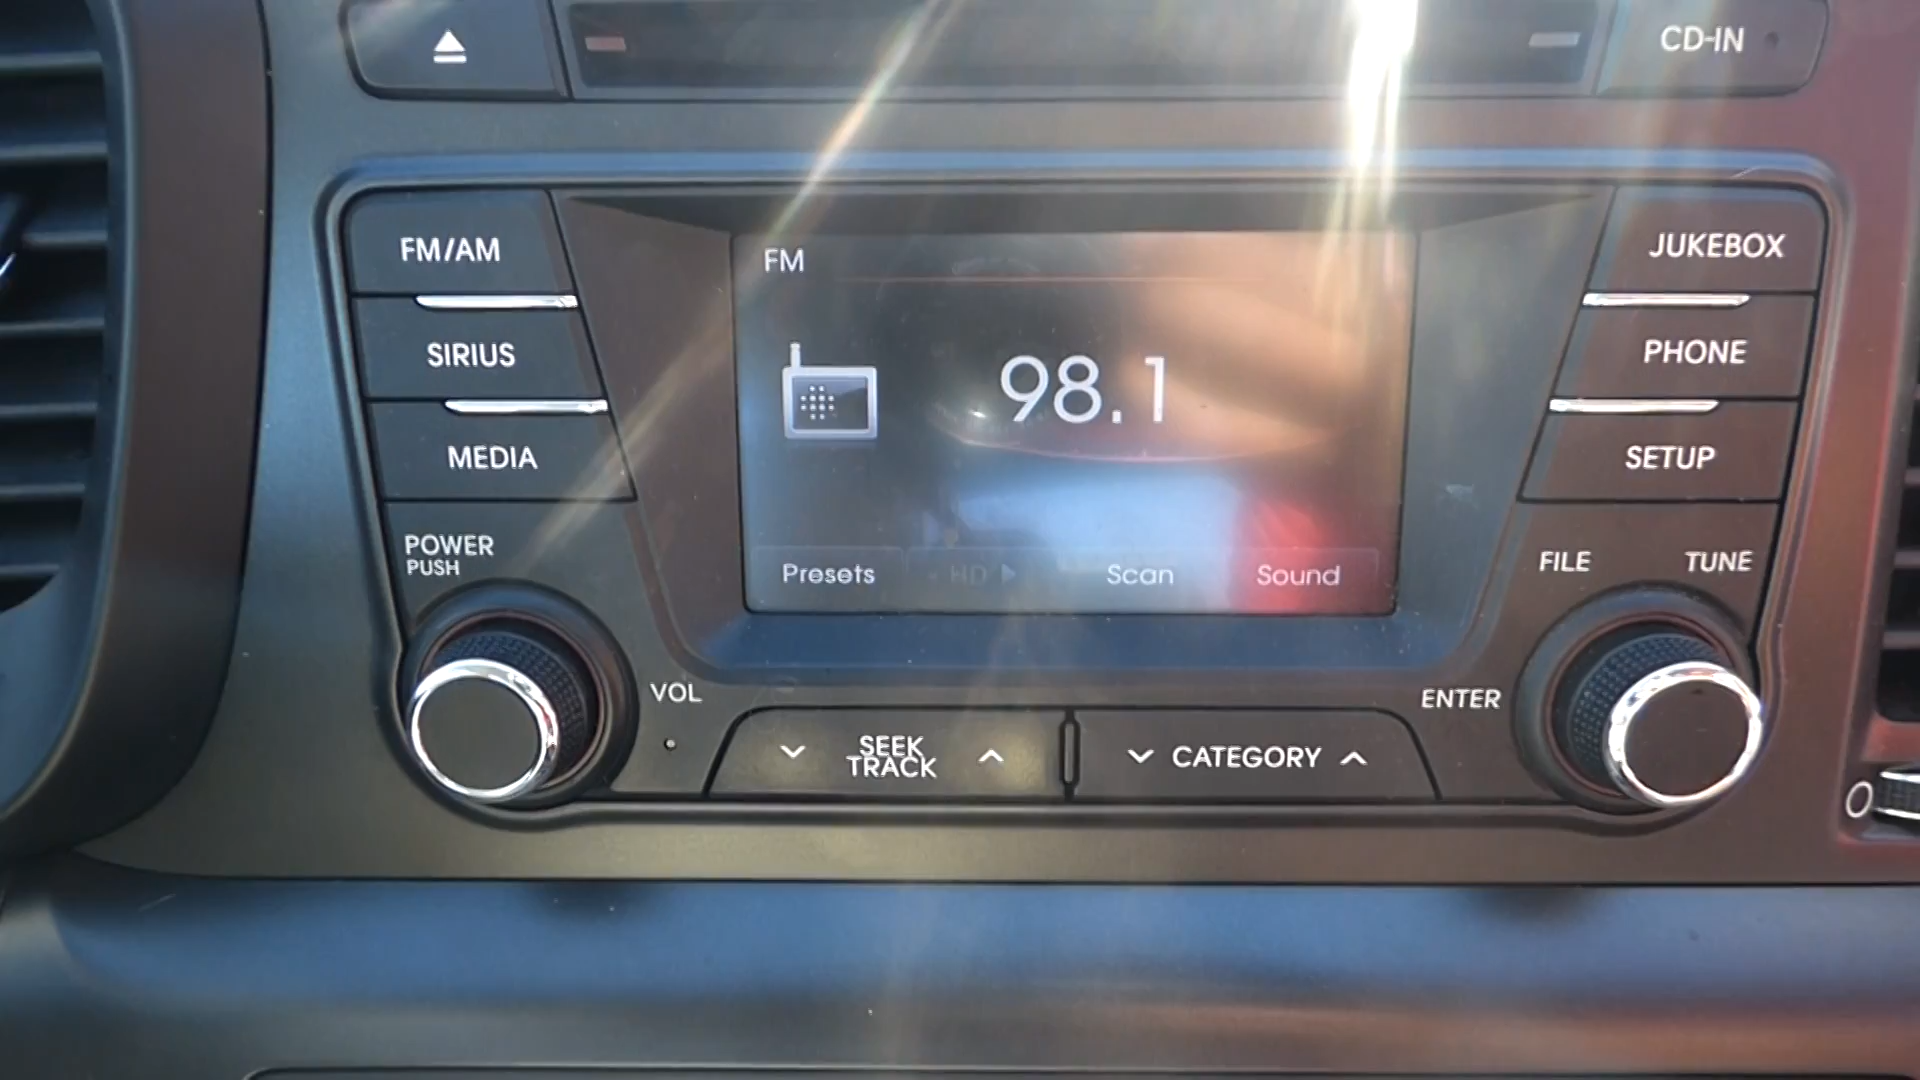 CD-IN
FM/AM
JUKEBOX
FM
SIRIUS
PHONE
98.1
MEDIA
SETUP
POWER
PUSH
FILE
TUNE
Presets
HD
Scan
Sound
VOL
ENTER
SEEK
TRACK
CATEGORY